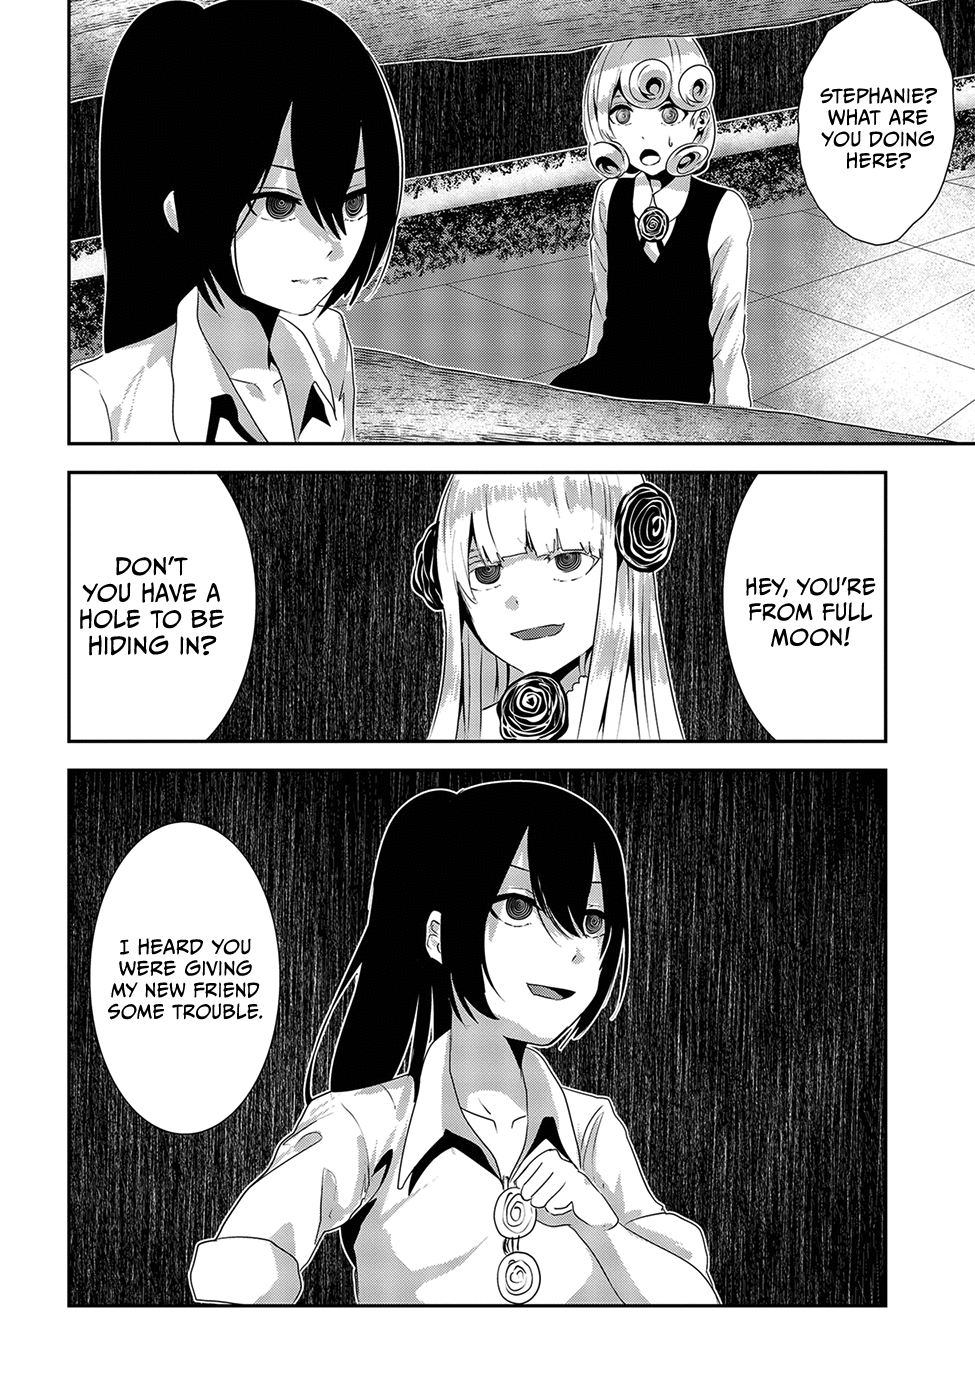 STEPHANIE?
WHAT ARE
YOU DOING
HERE?
HEY, YOU'RE
FROM FULL
MOON!
DON'T
YOU HAVE A
HOLE TO BE
HIDING IN?
I HEARD YOU
WERE GIVING
MY NEW FRIEND
SOME TROUBLE.